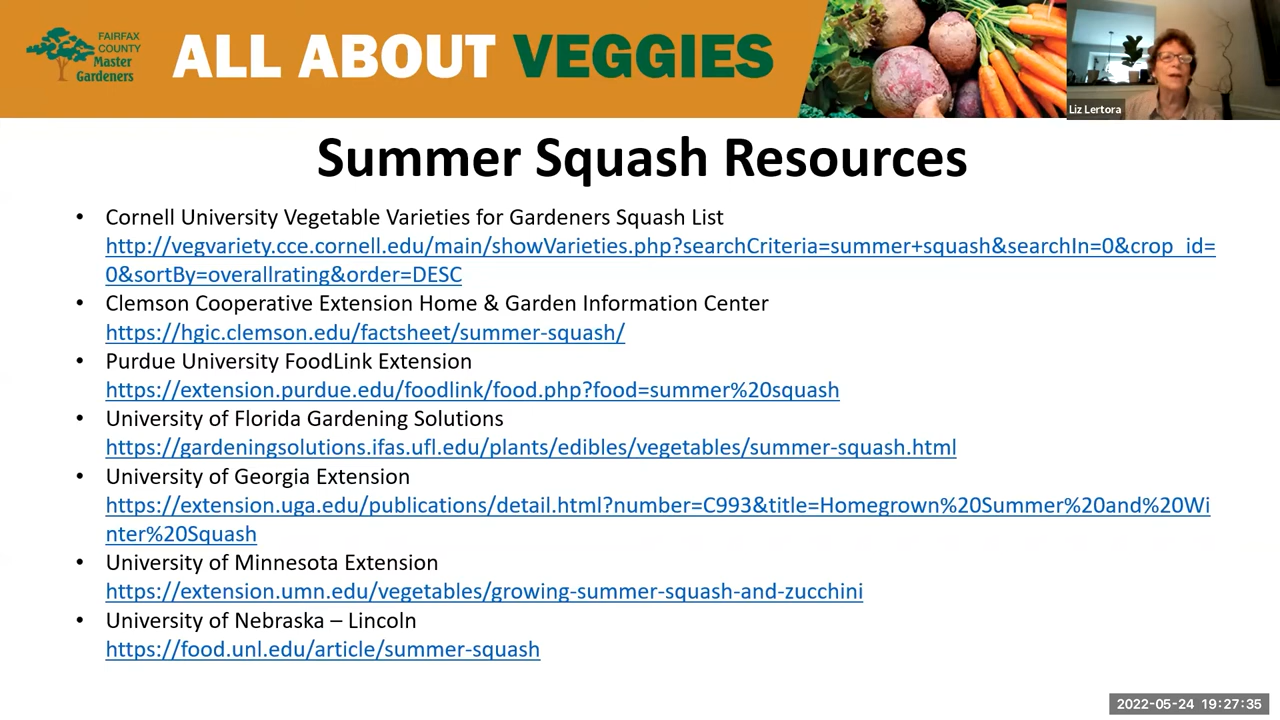 FAIRFAX
COUNTY
Master
Gardeners
ALL ABOUT VEGGIES
Liz Lertora
Summer Squash Resources
• Cornell University Vegetable Varieties for Gardeners Squash List
http://vegvariety.cce.cornell.edu/main/showVarieties.php?searchCriteria=summer+squash&searchIn=0&crop_id=
0&sortBy=overallrating&order=DESC
• Clemson Cooperative Extension Home & Garden Information Center
https://hgic.clemson.edu/factsheet/summer-squash/
• Purdue University FoodLink Extension
https://extension.purdue.edu/foodlink/food.php?food=summer%20squash
• University of Florida Gardening Solutions
https://gardeningsolutions.ifas.ufl.edu/plants/edibles/vegetables/summer-squash.html
• University of Georgia Extension
https://extension.uga.edu/publications/detail.html?number=C993&title=Homegrown%20Summer%20and%20Wi
nter%20Squash
• University of Minnesota Extension
https://extension.umn.edu/vegetables/growing-summer-squash-and-zucchini
• University of Nebraska – Lincoln
https://food.unl.edu/article/summer-squash
2022-05-24 19:27:35